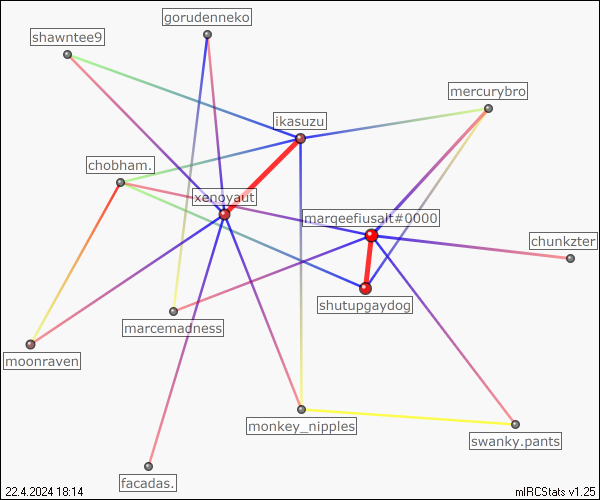 gorudenneko
shawntee9
mercurybro
ikasuzu
chobham.
xenoyaut
marqeefiusalt#0000
chunkzter
shutupgaydog
marcemadness
moonraven
monkey_nipples
swanky.pants
facadas.
22.4.2024 18:14
mIRCStats v1.25